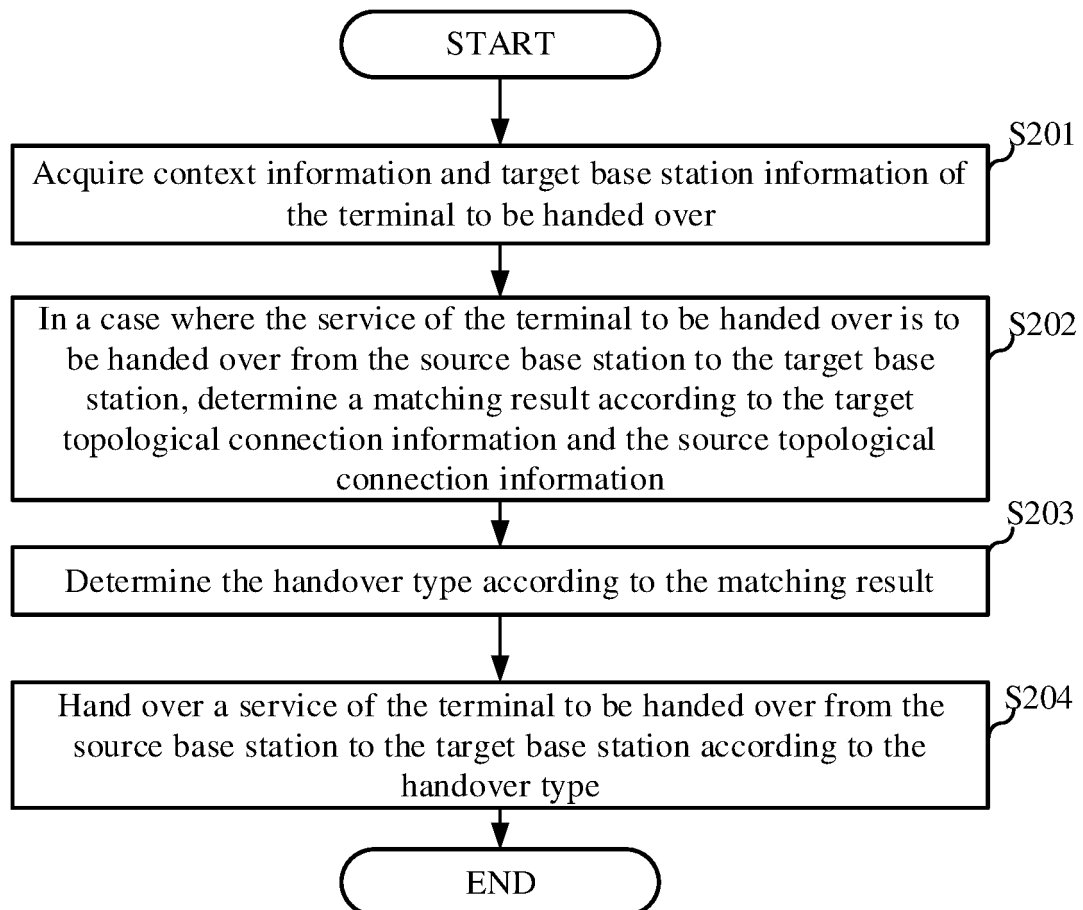 START
S201
Acquire context information and target base station information of
the terminal to be handed over
S202
In a case where the service of the terminal to be handed over is to
be handed over from the source base station to the target base
station, determine a matching result according to the target
topological connection information and the source topological
connection information
S203
Determine the handover type according to the matching result
S204
Hand over a service of the terminal to be handed over from the
source base station to the target base station according to the
handover type
END